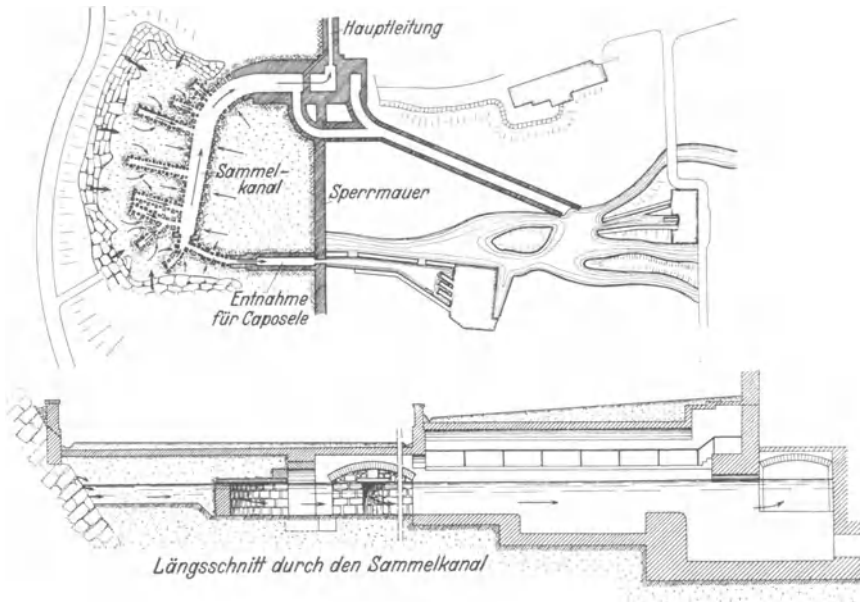 Hauptleitung
Sammel-
kanal
Sperrmauer
Entnahme
für Caposele
Längsschnitt durch den Sammelkanal